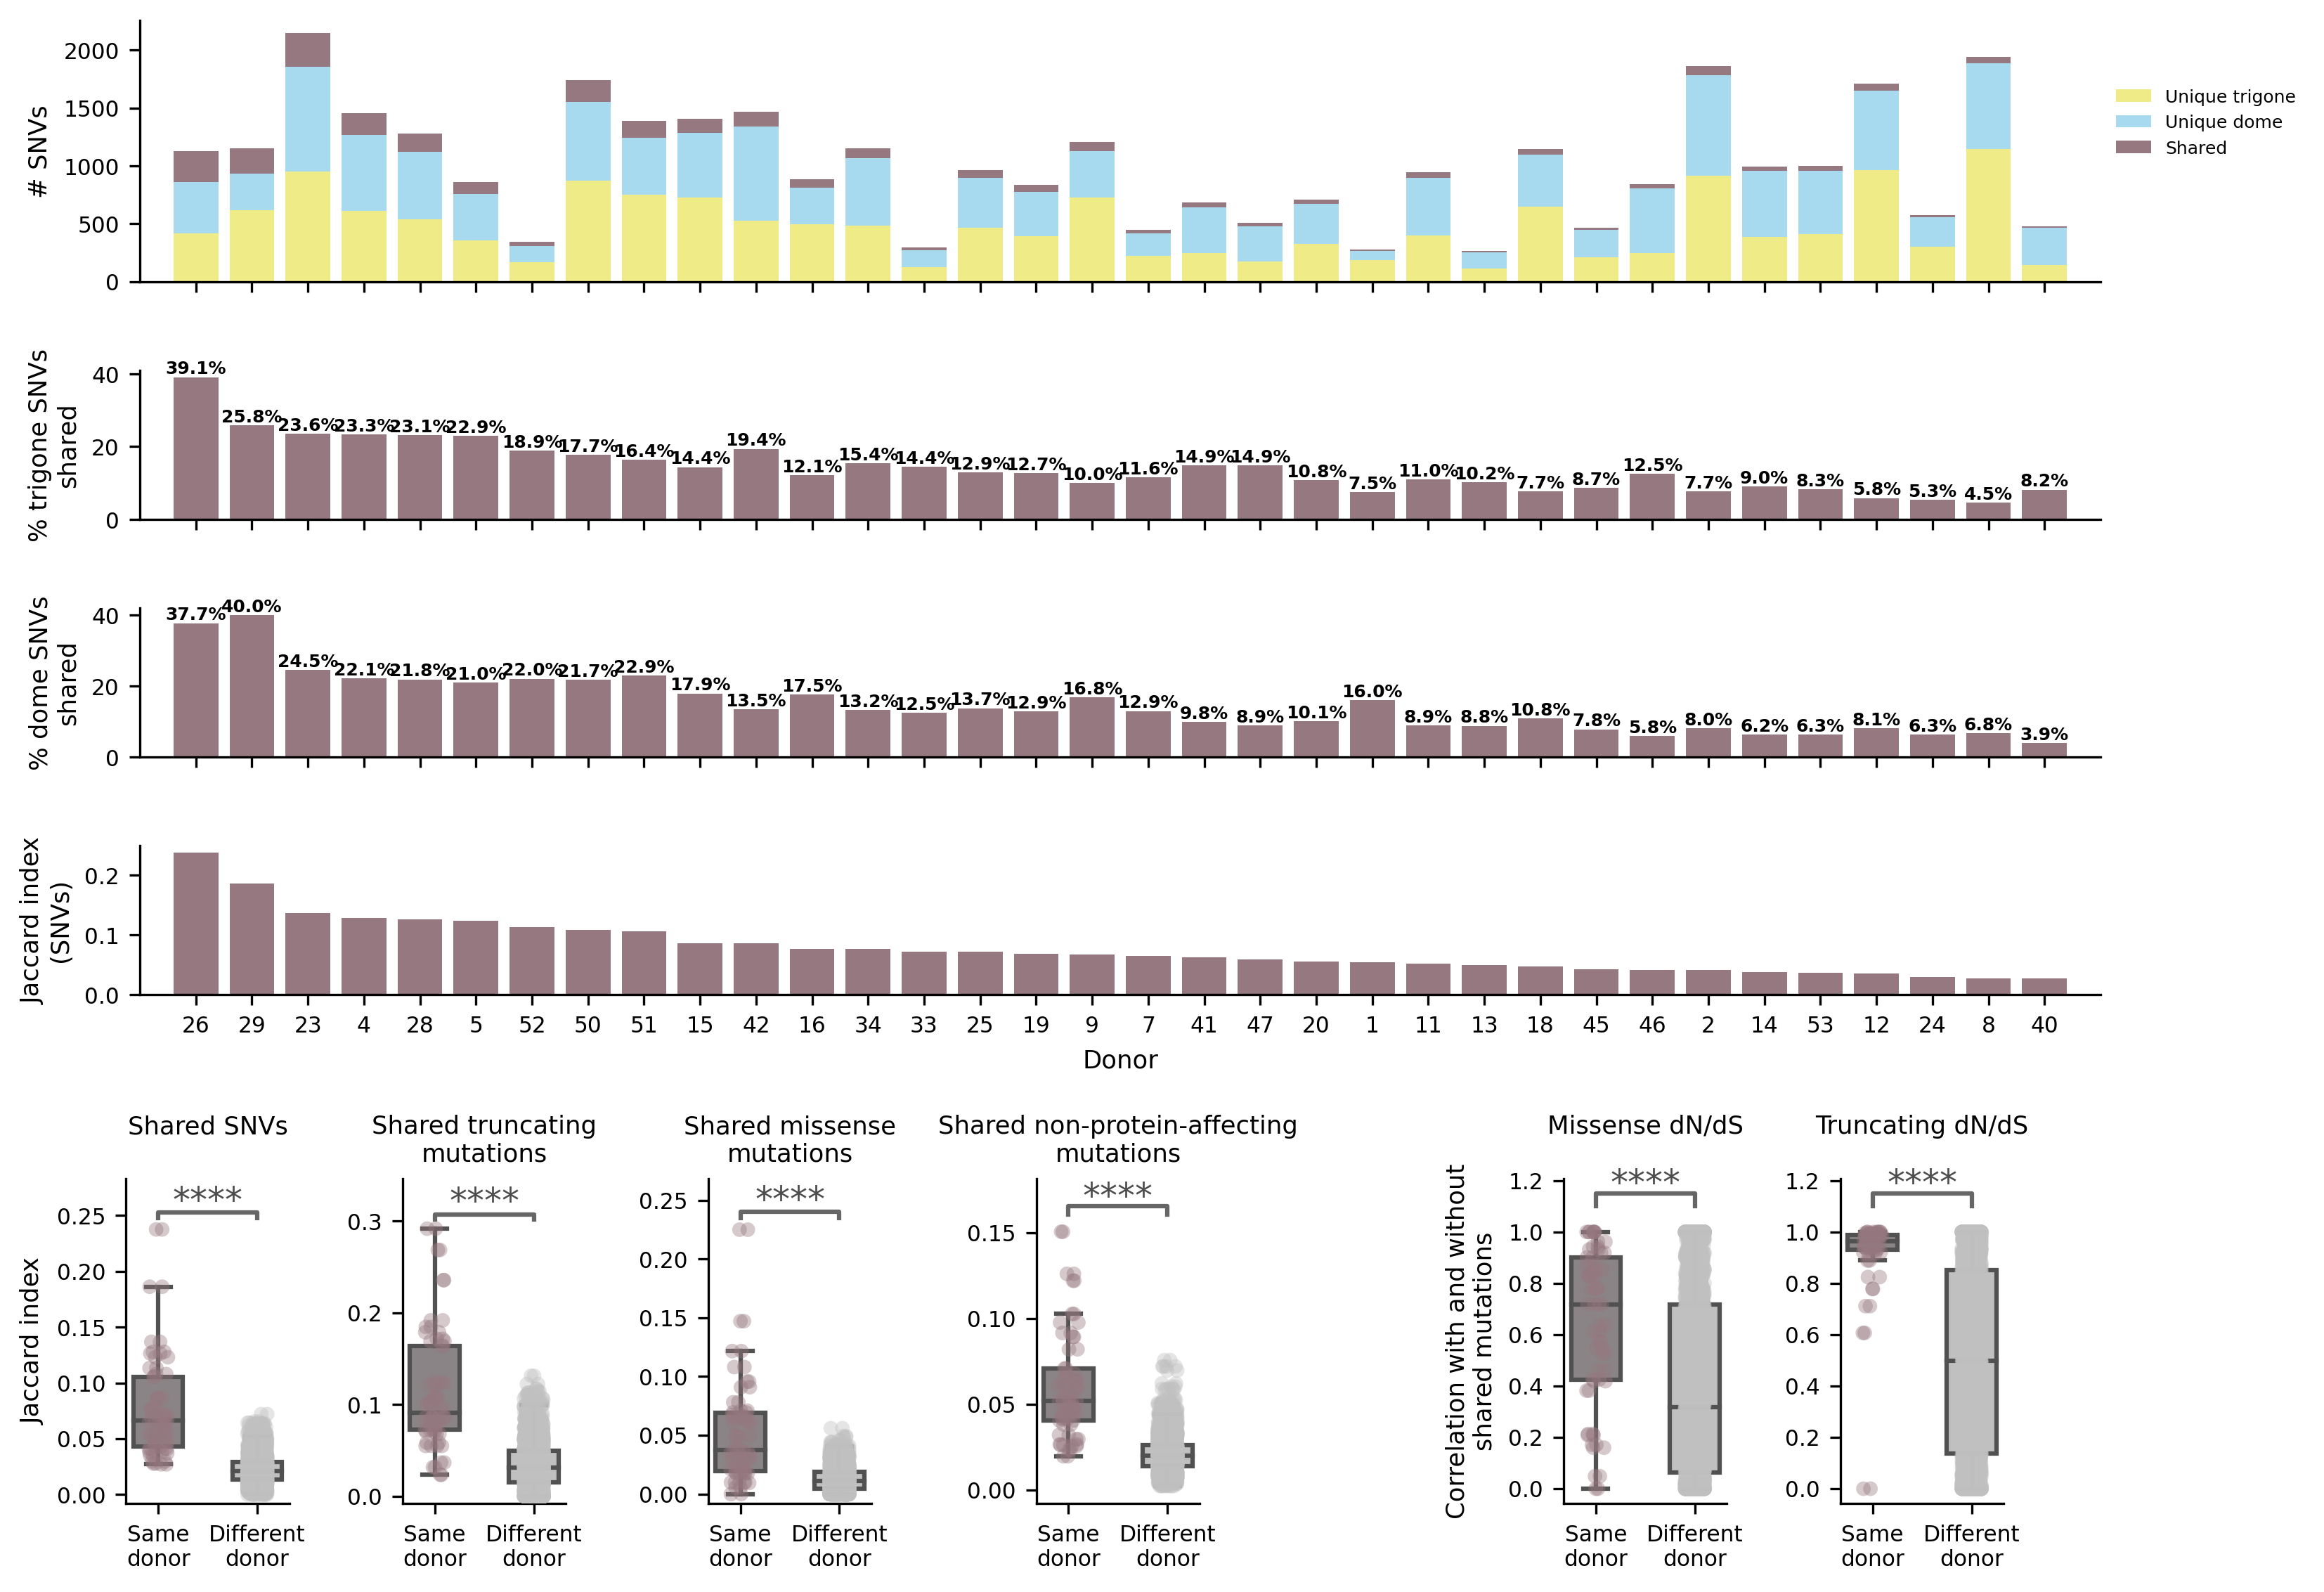 # SNVs
2000
1500
1000
500
0
Unique trigone
Unique dome
Shared
% trigone SNVs
shared
40
20
0
39.1% 25.8% 23.6% 23.3% 23.1% 22.9% 18.9% 17.7% 16.4% 14.4% 19.4% 12.1% 15.4% 14.4% 12.9% 12.7% 10.0% 11.6% 14.9% 14.9% 10.8% 7.5% 11.0% 10.2% 7.7% 8.7% 12.5% 7.7% 9.0% 8.3% 5.8% 5.3% 4.5% 8.2%
% dome SNVs
shared
40
20
0
37.7% 40.0% 24.5% 22.1% 21.8% 21.0% 22.0% 21.7% 22.9% 17.9% 13.5% 17.5% 13.2% 12.5% 13.7% 12.9% 16.8% 12.9% 9.8% 8.9% 10.1% 16.0% 8.9% 8.8% 10.8% 7.8% 5.8% 8.0% 6.2% 6.3% 8.1% 6.3% 6.8% 3.9%
Jaccard index
(SNVs)
0.2
0.1
0.0
26 29 23 4 28 5 52 50 51 15 42 16 34 33 25 19 9 7 41 47 20 1 11 13 18 45 46 2 14 53 12 24 8 40
Donor
Shared SNVs
****
Jaccard index
0.25
0.20
0.15
0.10
0.05
0.00
Same
donor
Different
donor
Shared truncating
mutations
****
0.3
0.2
0.1
0.0
Same
donor
Different
donor
Shared missense
mutations
****
0.25
0.20
0.15
0.10
0.05
0.00
Same
donor
Different
donor
Shared non-protein-affecting
mutations
****
0.15
0.10
0.05
0.00
Same
donor
Different
donor
Missense dN/dS
****
Correlation with and without
shared mutations
1.2
1.0
0.8
0.6
0.4
0.2
0.0
Same
donor
Different
donor
Truncating dN/dS
****
1.2
1.0
0.8
0.6
0.4
0.2
0.0
Same
donor
Different
donor